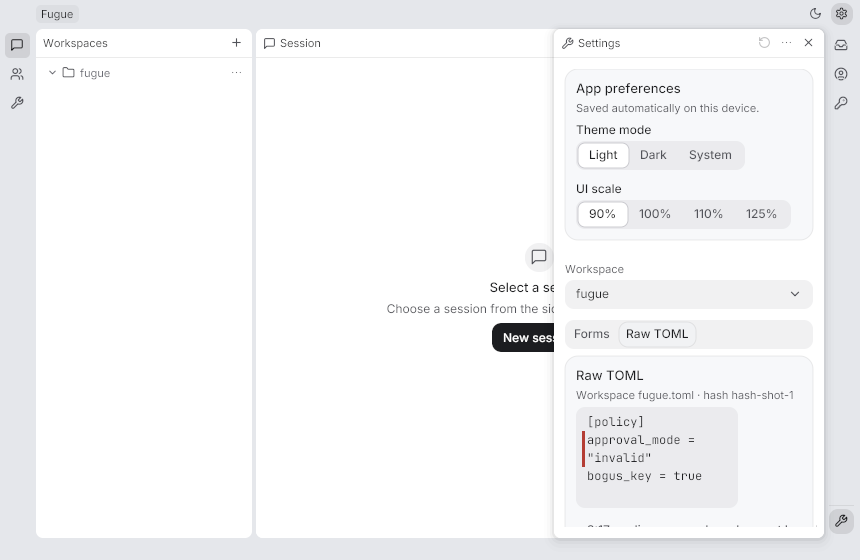 Fugue
Workspaces
fugue
Session
Select a se
Choose a session from the si
New sess
Settings
App preferences
Saved automatically on this device.
Theme mode
Light Dark System
UI scale
90% 100% 110% 125%
Workspace
fugue
Forms Raw TOML
Raw TOML
Workspace fugue.toml · hash hash-shot-1
[policy]
approval_mode =
"invalid"
bogus_key = true